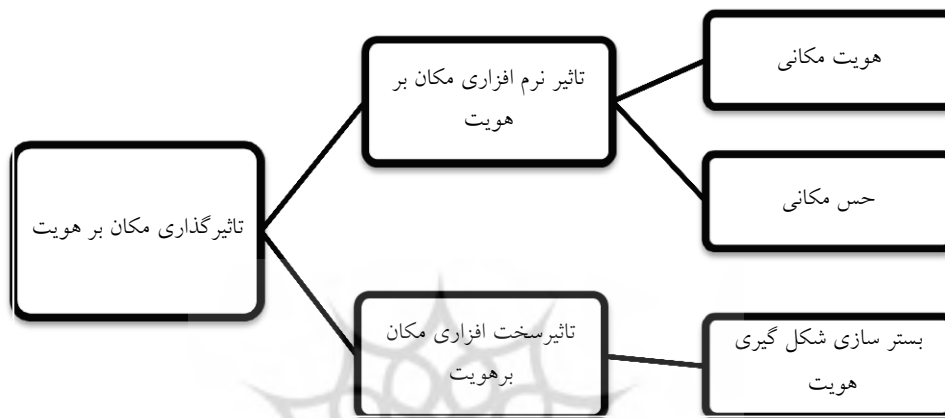 هویت مکانی
تاثیر نرم افزاری مکان بر
هویت
حس مکانی
تاثیرگذاری مکان بر هویت
تاثیرسخت افزاری مکان
برهویت
بستر سازی شکل گیری
هویت